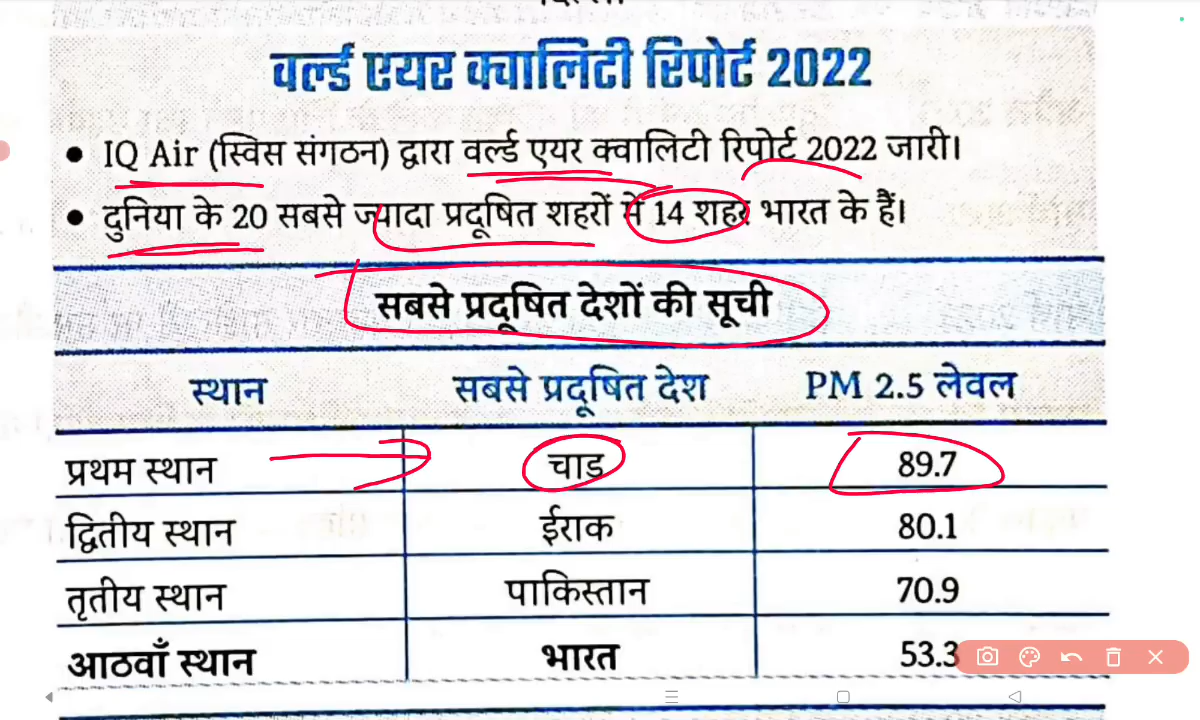 वर्ल्ड एयर क्वालिटी रिपोर्ट 2022
• IQ Air (स्विस संगठन) द्वारा वर्ल्ड एयर क्वालिटी रिपोर्ट 2022 जारी।
• दुनिया के 20 सबसे ज्यादा प्रदूषित शहरों में 14 शहर भारत के हैं।
सबसे प्रदूषित देशों की सूची
स्थान सबसे प्रदूषित देश PM 2.5 लेवल
प्रथम स्थान चाड 89.7
द्वितीय स्थान ईराक 80.1
तृतीय स्थान पाकिस्तान 70.9
आठवाँ स्थान भारत 53.3